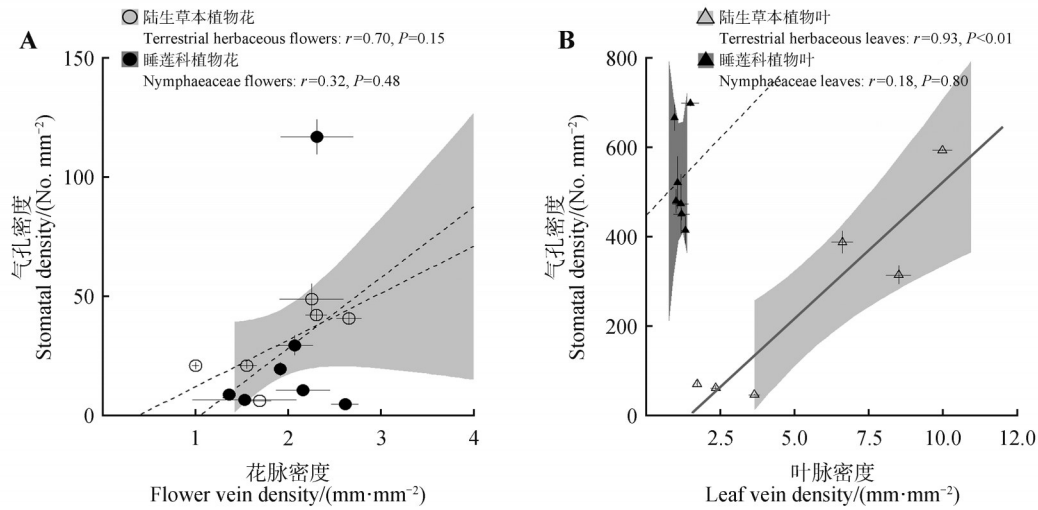 A
陆生草本植物花
Terrestrial herbaceous flowers: r=0.70, P=0.15
睡莲科植物花
Nymphaeaceae flowers: r=0.32, P=0.48
150
100
50
0
气孔密度
Stomatal density/(No. mm⁻²)
1
2
3
4
花脉密度
Flower vein density/(mm·mm⁻²)
B
陆生草本植物叶
Terrestrial herbaceous leaves: r=0.93, P<0.01
睡莲科植物叶
Nymphaeaceae leaves: r=0.18, P=0.80
800
600
400
200
0
气孔密度
Stomatal density/(No. mm⁻²)
2.5
5.0
7.5
10.0
12.0
叶脉密度
Leaf vein density/(mm·mm⁻²)